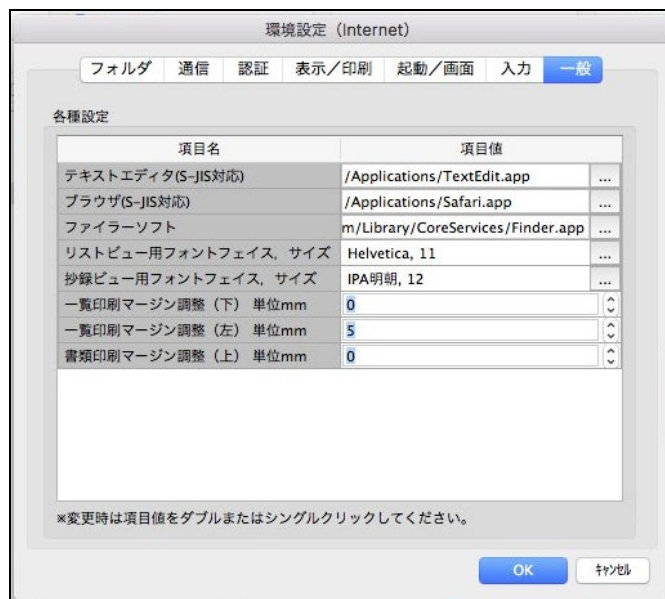 環境設定（Internet）
フォルダ 通信 認証 表示／印刷 起動／画面 入力 一般
各種設定
項目名 項目値
テキストエディタ(S-JIS対応) /Applications/TextEdit.app ...
ブラウザ(S-JIS対応) /Applications/Safari.app ...
ファイラーソフト m/Library/CoreServices/Finder.app ...
リストビュー用フォントフェイス，サイズ Helvetica, 11 ...
抄録ビュー用フォントフェイス，サイズ IPA明朝, 12 ...
一覧印刷マージン調整（下） 単位mm 0
一覧印刷マージン調整（左） 単位mm 5
書類印刷マージン調整（上） 単位mm 0
※変更時は項目値をダブルまたはシングルクリックしてください。
OK ｷｬﾝｾﾙ